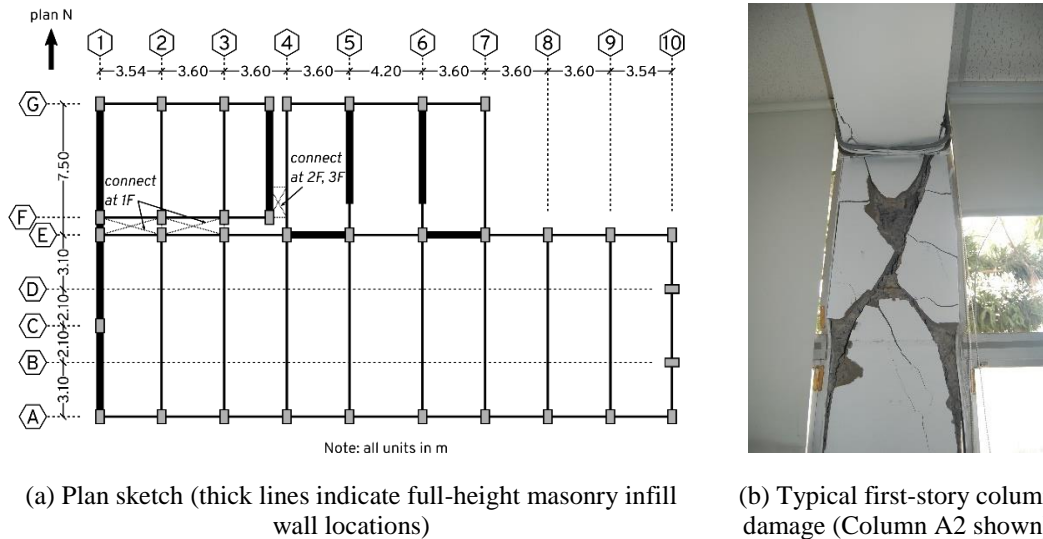 plan N
1 2 3 4 5 6 7 8 9 10
3.54 3.60 3.60 3.60 4.20 3.60 3.60 3.60 3.54
G
7.50
connect
at 1F
connect
at 2F, 3F
F
E
3.10
D
2.10
C
2.10
B
3.10
A
Note: all units in m
(a) Plan sketch (thick lines indicate full-height masonry infill
wall locations)
(b) Typical first-story colum
damage (Column A2 shown